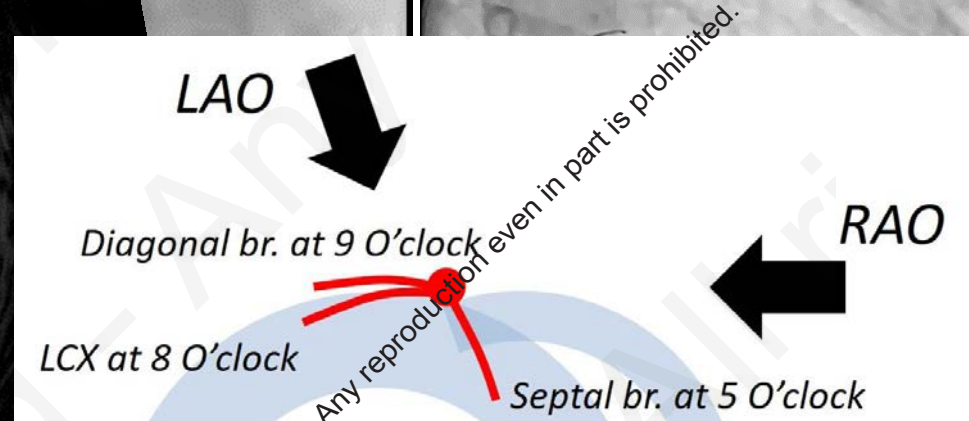 LAO
Any reproduction even in part is prohibited.
RAO
Diagonal br. at 9 O'clock
LCX at 8 O'clock
Septal br. at 5 O'clock